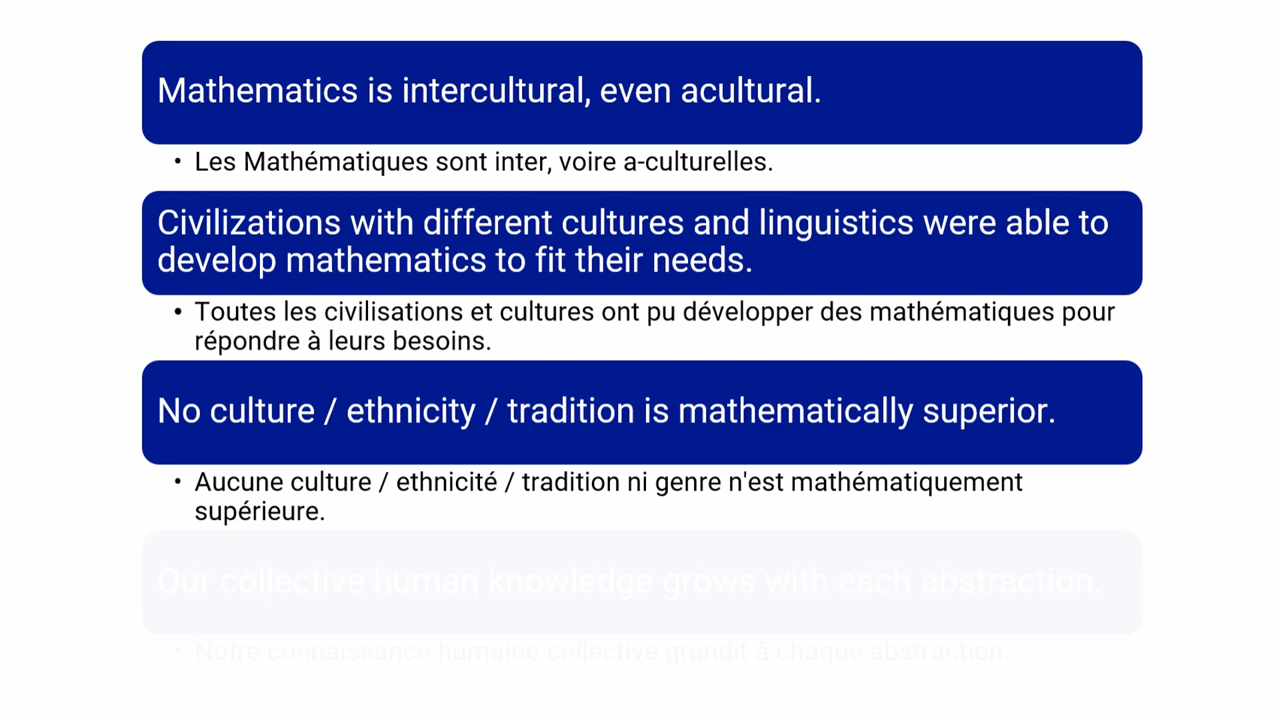 Mathematics is intercultural, even acultural.
• Les Mathématiques sont inter, voire a-culturelles.
Civilizations with different cultures and linguistics were able to
develop mathematics to fit their needs.
• Toutes les civilisations et cultures ont pu développer des mathématiques pour
répondre à leurs besoins.
No culture / ethnicity / tradition is mathematically superior.
• Aucune culture / ethnicité / tradition ni genre n'est mathématiquement
supérieure.
Our collective human knowledge grows with each abstraction.
• Notre connaissance humaine collective grandit à chaque abstraction.